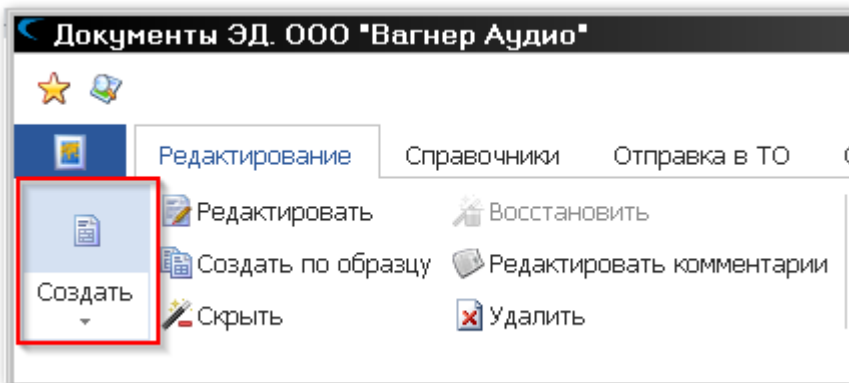 Документы ЭД. ООО "Вагнер Аудио"
Редактирование Справочники Отправка в ТО
Редактировать Восстановить
Создать по образцу Редактировать комментарии
Создать
Скрыть Удалить